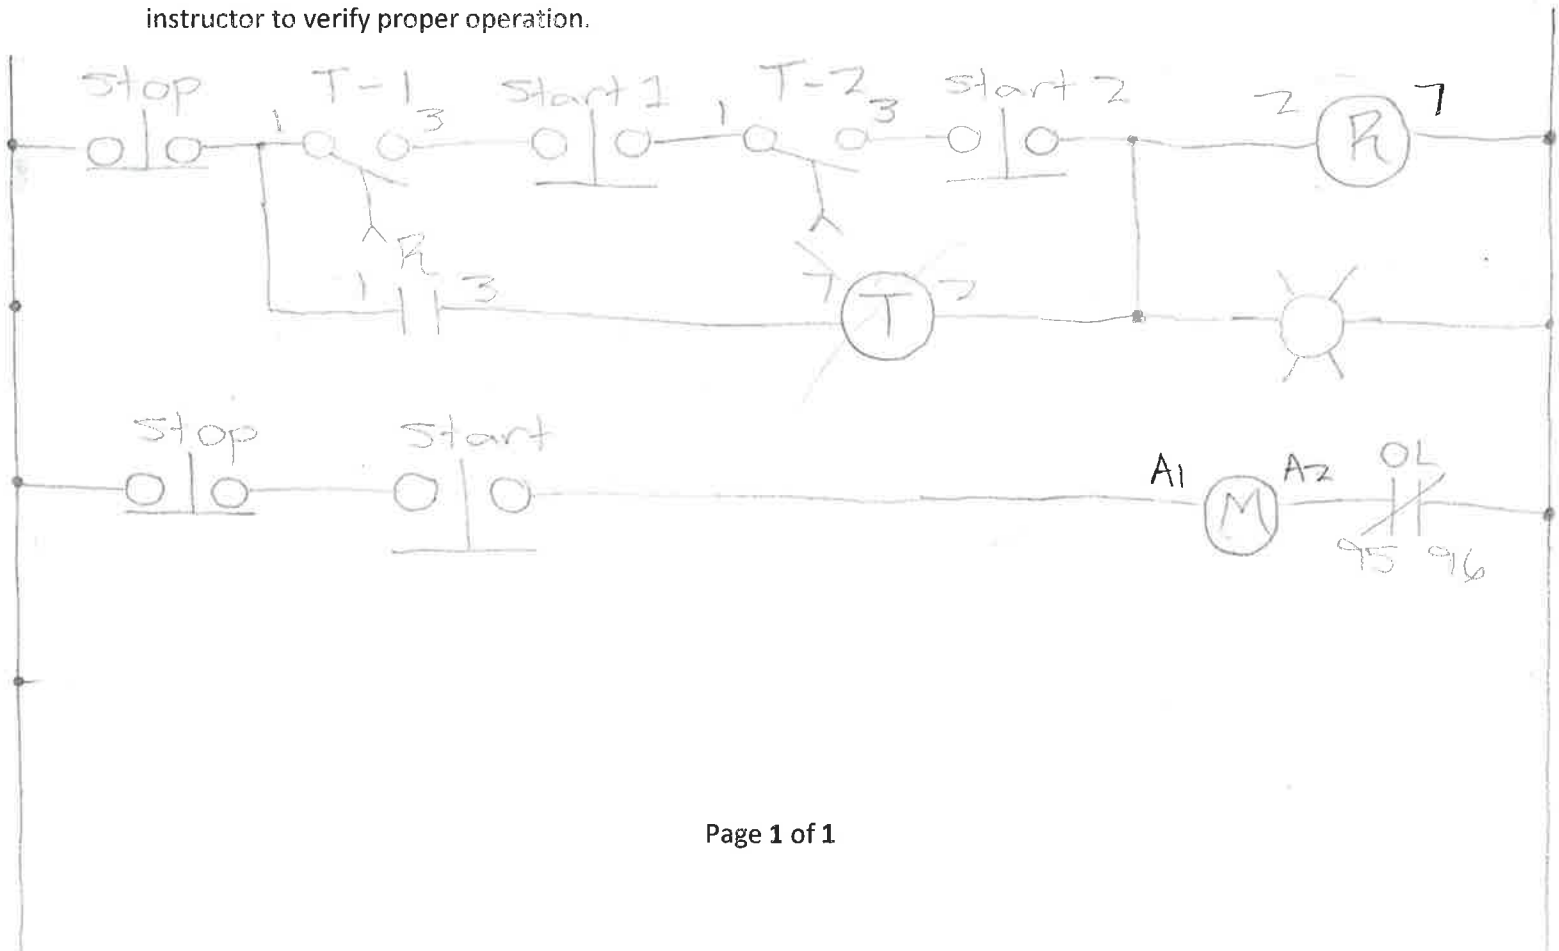 instructor to verify proper operation.
Stop T-1 Start 1 T-2 Start 2
1 3 1 3 2 R 7
R
1 3 7 T 2
Stop Start
A1 M A2 OL
95 96
Page 1 of 1